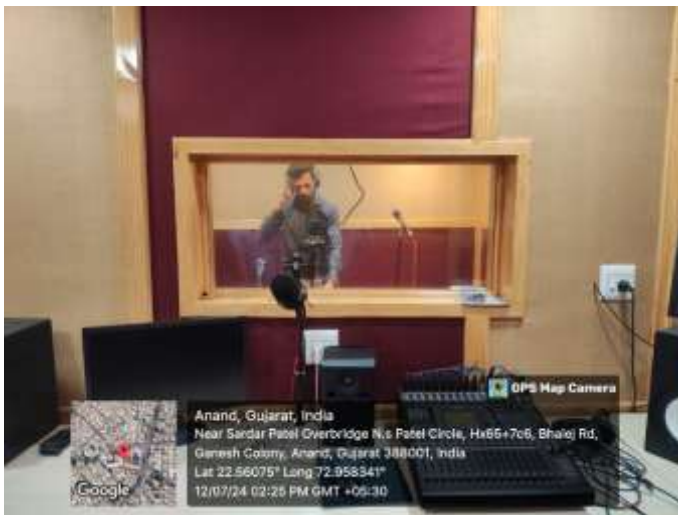 GPS Map Camera
Anand, Gujarat, India
Near Sardar Patel Overbridge N.s Patel Circle, Hx65+7c6, Bhalej Rd,
Ganesh Colony, Anand, Gujarat 388001, India
Lat 22.56075° Long 72.958341°
12/07/24 02:25 PM GMT +05:30
Google